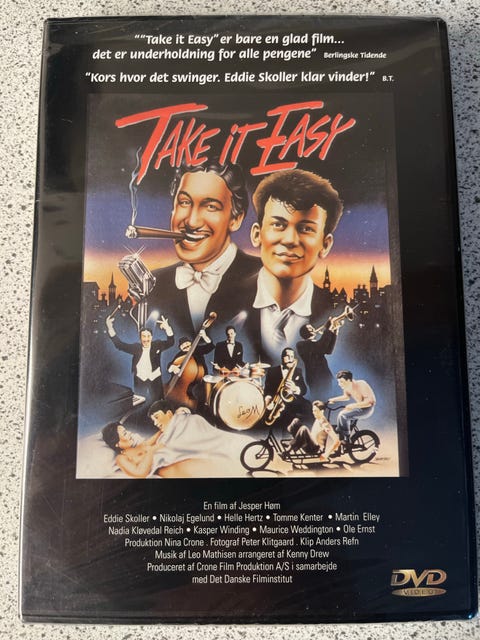 ""Take it Easy" er bare en glad film...
det er underholdning for alle pengene" Berlingske Tidende
"Kors hvor det swinger. Eddie Skoller klar vinder!" B.T.
TAKE iT EASY
Leo M
En film af Jesper Høm
Eddie Skoller • Nikolaj Egelund • Helle Hertz • Tomme Kenter • Martin Elley
Nadia Kløvedal Reich • Kasper Winding • Maurice Weddington • Ole Ernst
Produktion Nina Crone . Fotograf Peter Klitgaard . Klip Anders Refn
Musik af Leo Mathisen arrangeret af Kenny Drew
Produceret af Crone Film Produktion A/S i samarbejde
med Det Danske Filminstitut
DVD
VIDEO